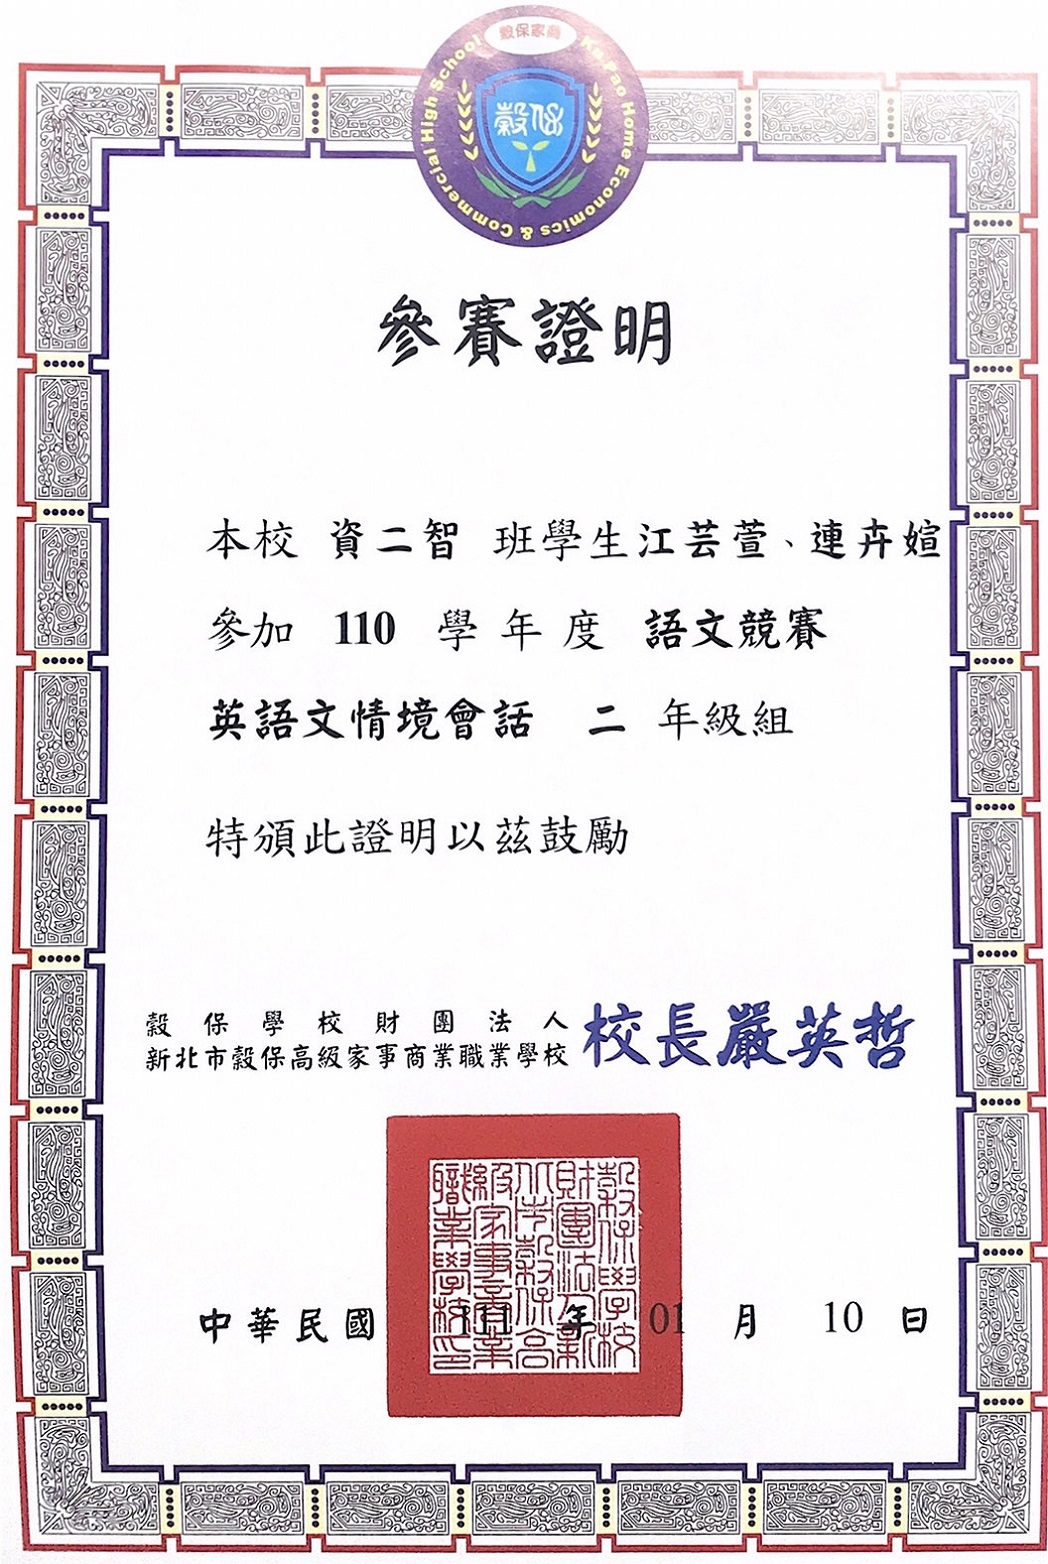 穀保家商
Ku Pao Home Economics & Commercial High School
穀保
參賽證明
本校 資二智 班學生江芸萱、連卉媗
參加 110 學年度 語文競賽
英語文情境會話 二 年級組
特頒此證明以茲鼓勵
穀保學校財團法人
新北市穀保高級家事商業職業學校
校長嚴英哲
穀保學校
財團法人新
北市穀保高
級家事商業
職業學校印
中華民國 111 年 01 月 10 日